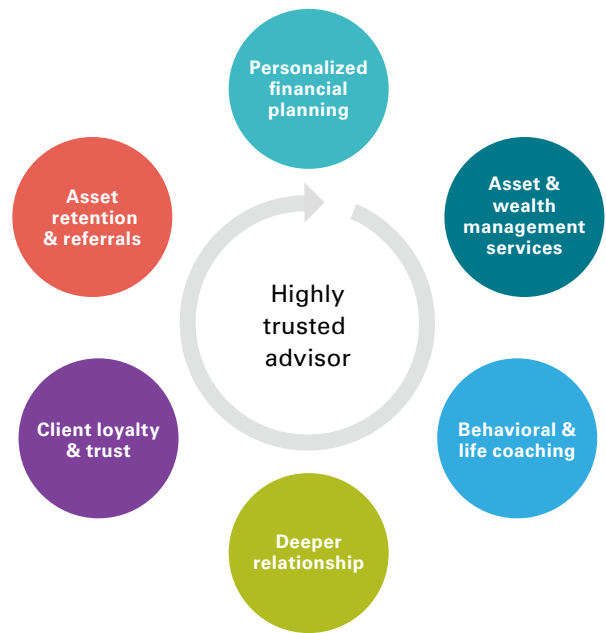 Personalized
financial
planning
Asset &
wealth
management
services
Behavioral &
life coaching
Deeper
relationship
Client loyalty
& trust
Asset
retention
& referrals
Highly
trusted
advisor